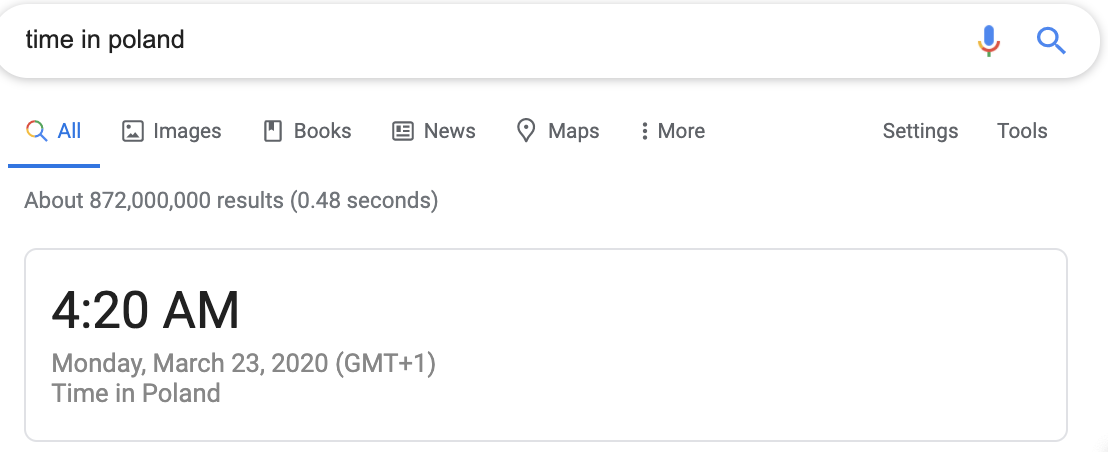 time in poland
All Images Books News Maps More Settings Tools
About 872,000,000 results (0.48 seconds)
4:20 AM
Monday, March 23, 2020 (GMT+1)
Time in Poland